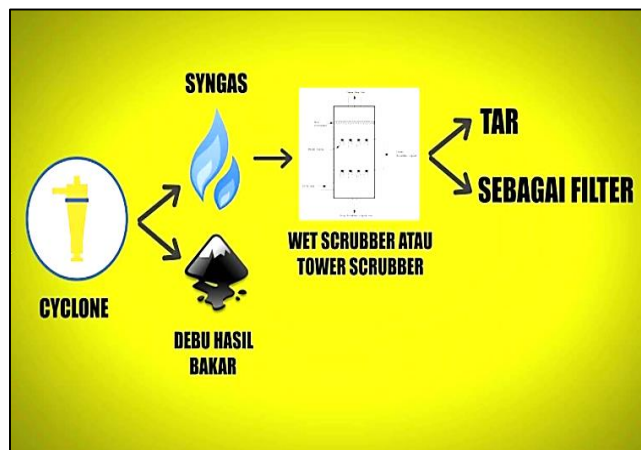 SYNGAS
TAR
SEBAGAI FILTER
WET SCRUBBER ATAU
TOWER SCRUBBER
CYCLONE
DEBU HASIL
BAKAR